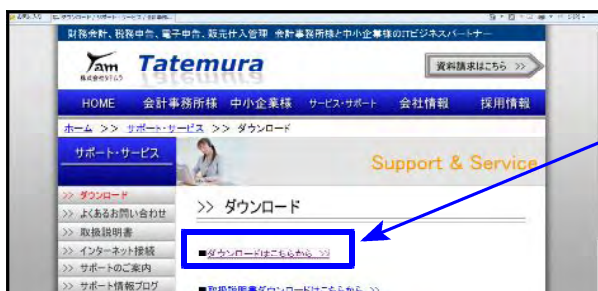 財務会計、税務申告、電子申告、販売仕入管理 会計事務所様と中小企業様のITビジネスパートナー
Tatemura
資料請求はこちら >>
HOME 会計事務所様 中小企業様 サービス・サポート 会社情報 採用情報
ホーム >> サポート・サービス >> ダウンロード
サポート・サービス
Support & Service
>> ダウンロード
>> よくあるお問い合わせ
>> 取扱説明書
>> インターネット接続
>> サポートのご案内
>> サポート情報ブログ
>> ダウンロード
■ダウンロードはこちらから >>
■取扱説明書ダウンロードはこちらから >>